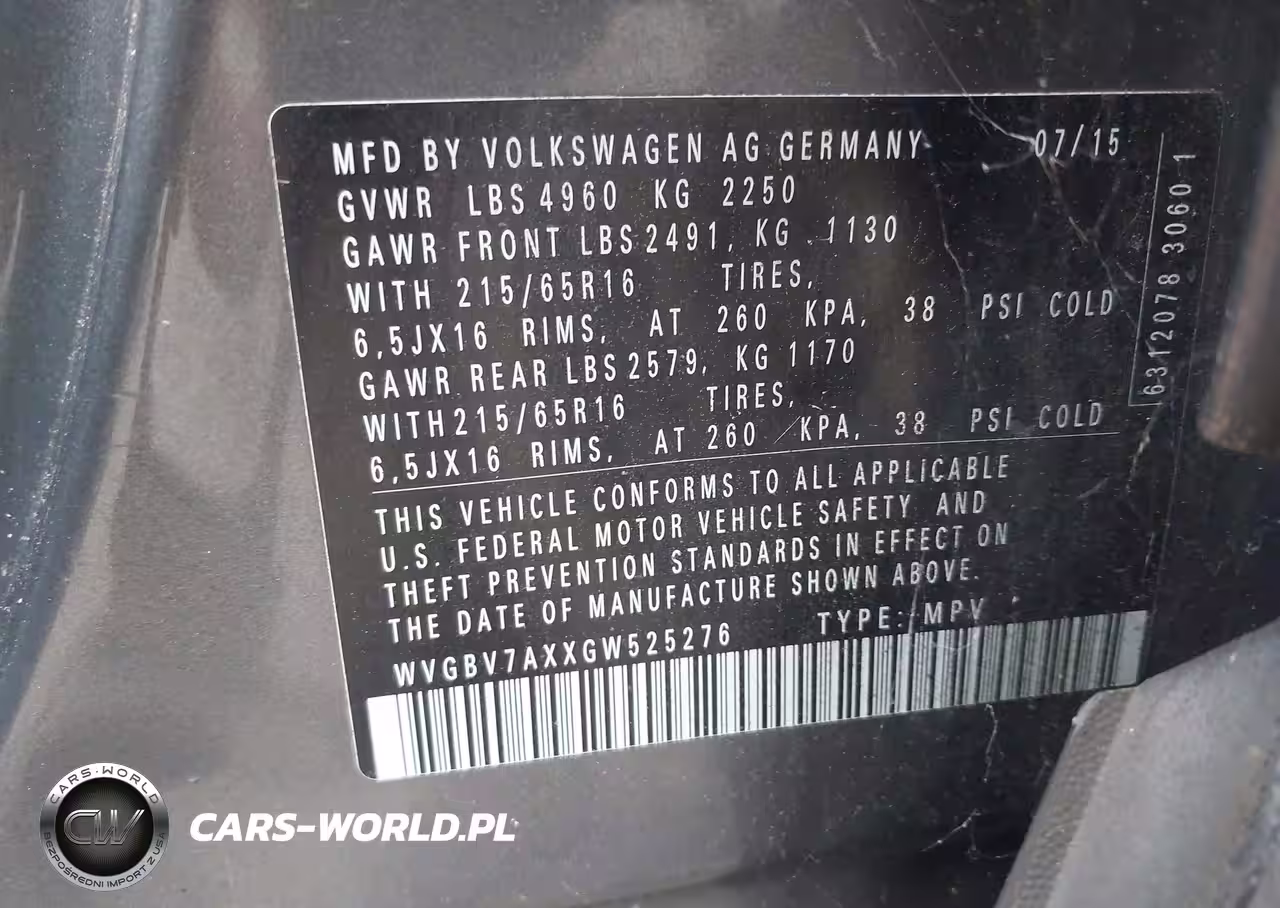 MFD BY VOLKSWAGEN AG GERMANY 07/15
GVWR LBS 4960 KG 2250
GAWR FRONT LBS 2491, KG 1130
WITH 215/65R16 TIRES,
6,5JX16 RIMS, AT 260 KPA, 38 PSI COLD
GAWR REAR LBS 2579, KG 1170
WITH 215/65R16 TIRES,
6,5JX16 RIMS, AT 260 KPA, 38 PSI COLD
THIS VEHICLE CONFORMS TO ALL APPLICABLE
U.S. FEDERAL MOTOR VEHICLE SAFETY AND
THEFT PREVENTION STANDARDS IN EFFECT ON
THE DATE OF MANUFACTURE SHOWN ABOVE.
WVGBV7AXXGW525276 TYPE: MPV
6312078 3060 1
CARS-WORLD
CW
BEZPOŚREDNI IMPORT Z USA
CARS-WORLD.PL